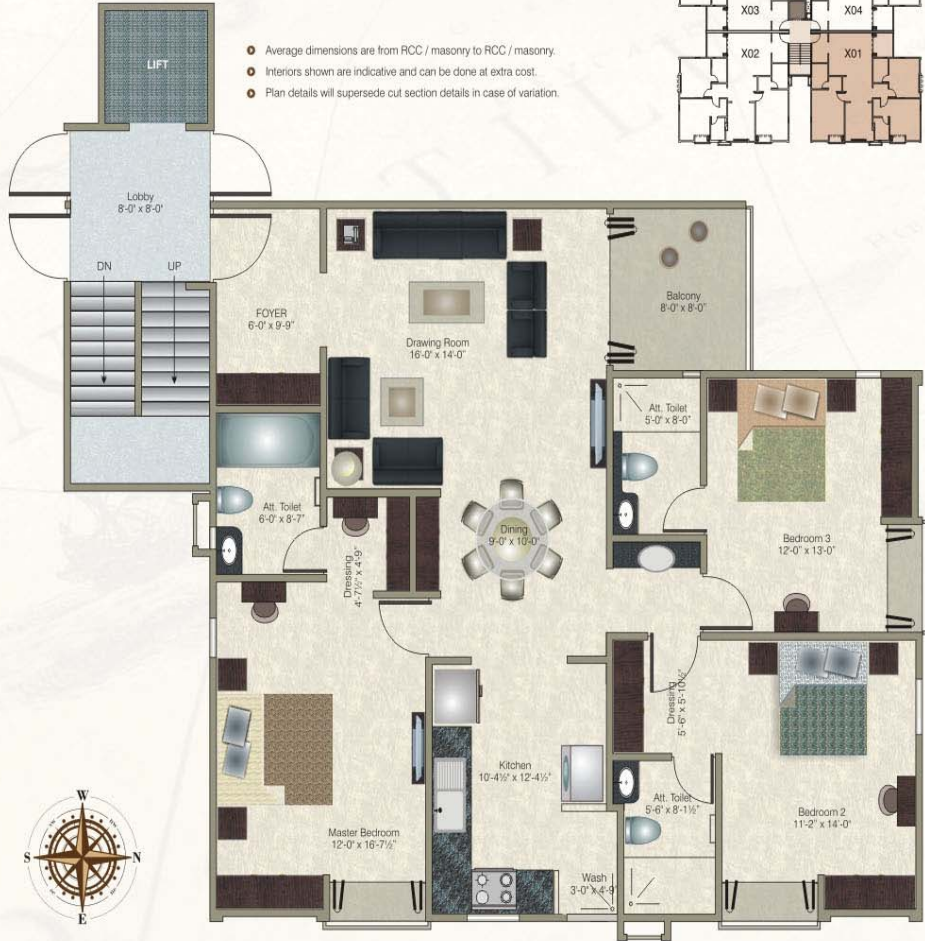 LIFT
Average dimensions are from RCC / masonry to RCC / masonry.
Interiors shown are indicative and can be done at extra cost.
Plan details will supersede cut section details in case of variation.
X03
X04
X02
X01
Lobby
8'-0" x 8'-0"
DN
UP
FOYER
6'-0" x 9'-9"
Drawing Room
16'-0" x 14'-0"
Balcony
8'-0" x 8'-0"
Att. Toilet
5'-0" x 8'-0"
Att. Toilet
6'-0" x 8'-7"
Dressing
4'-7½" x 4'-9"
Dining
9'-0" x 10'-0"
Bedroom 3
12'-0" x 13'-0"
Dressing
5'-6" x 5'-10½"
Kitchen
10'-4½" x 12'-4½"
Att. Toilet
5'-6" x 8'-1½"
Bedroom 2
11'-2" x 14'-0"
Master Bedroom
12'-0" x 16'-7½"
Wash
3'-0" x 4'-9"
W
S
N
E